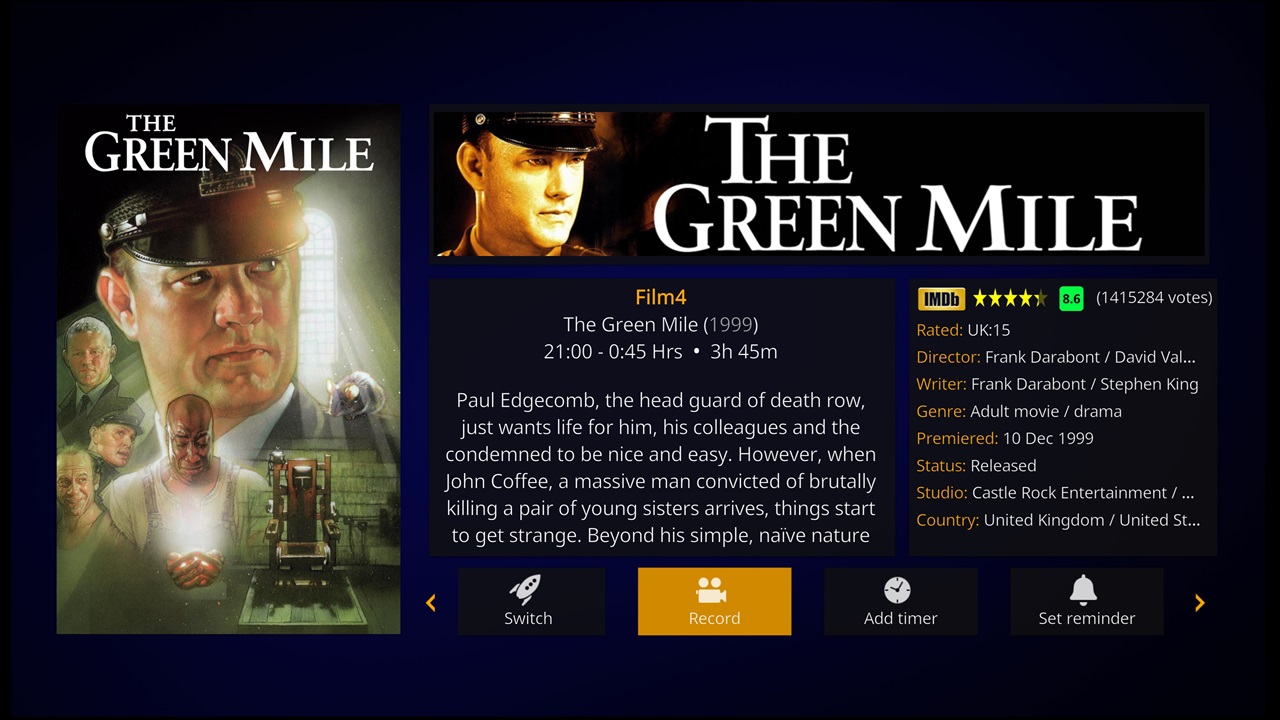 THE
GREEN MILE
THE
GREEN MILE
Film4
The Green Mile (1999)
21:00 - 0:45 Hrs • 3h 45m
Paul Edgecomb, the head guard of death row,
just wants life for him, his colleagues and the
condemned to be nice and easy. However, when
John Coffee, a massive man convicted of brutally
killing a pair of young sisters arrives, things start
to get strange. Beyond his simple, naïve nature
IMDb 8.6 (1415284 votes)
Rated: UK:15
Director: Frank Darabont / David Val...
Writer: Frank Darabont / Stephen King
Genre: Adult movie / drama
Premiered: 10 Dec 1999
Status: Released
Studio: Castle Rock Entertainment / ...
Country: United Kingdom / United St...
Switch
Record
Add timer
Set reminder